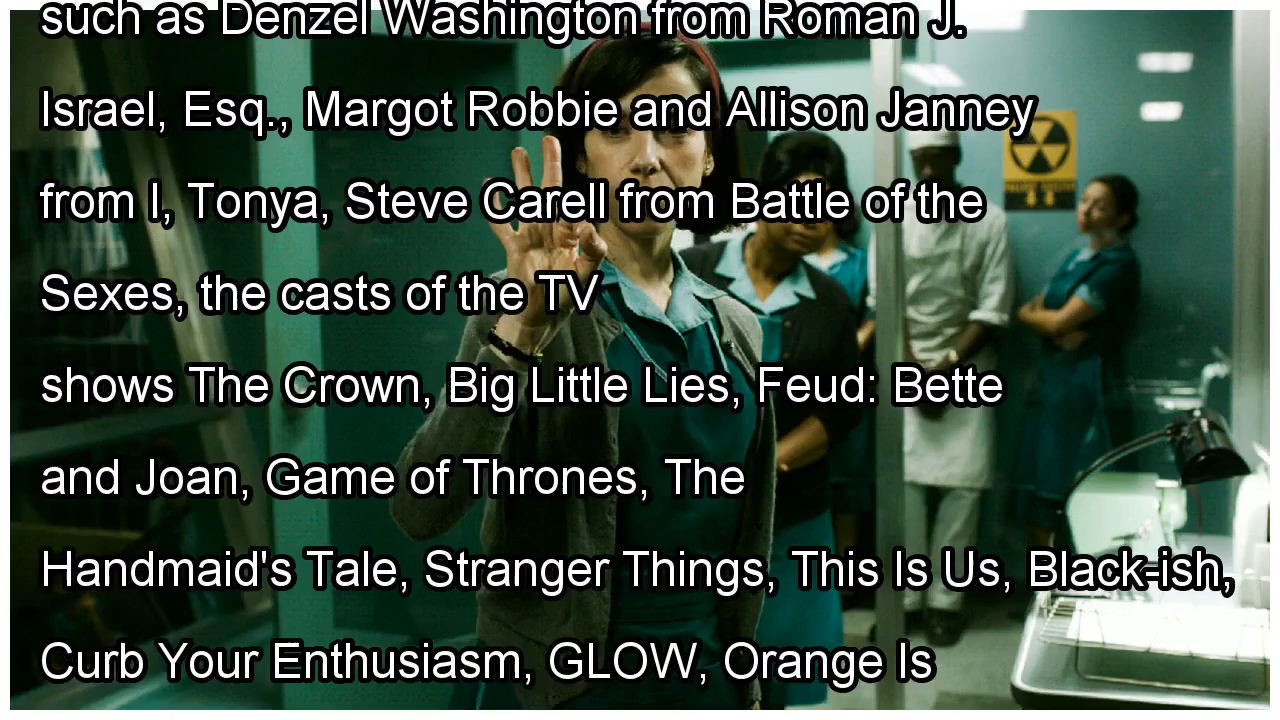 such as Denzel Washington from Roman J.
Israel, Esq., Margot Robbie and Allison Janney
from I, Tonya, Steve Carell from Battle of the
Sexes, the casts of the TV
shows The Crown, Big Little Lies, Feud: Bette
and Joan, Game of Thrones, The
Handmaid's Tale, Stranger Things, This Is Us, Black-ish,
Curb Your Enthusiasm, GLOW, Orange Is